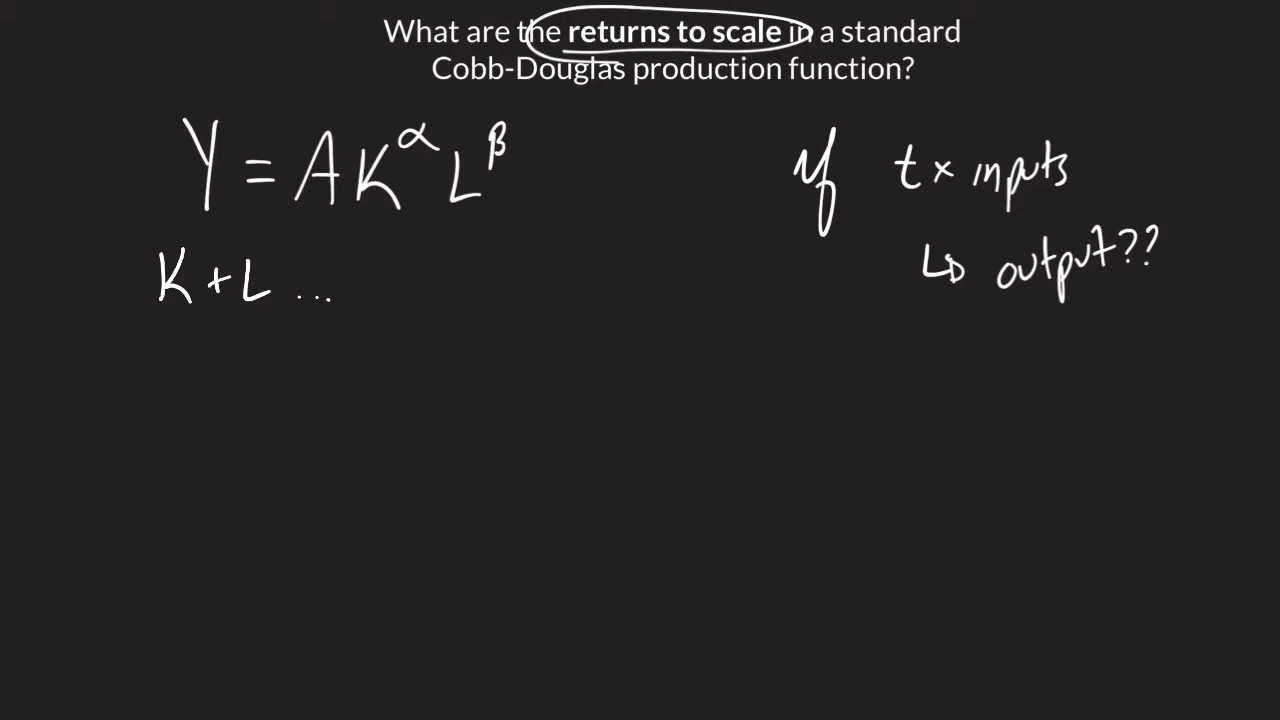 What are the returns to scale in a standard
Cobb-Douglas production function?
Y = AK^α L^β
K + L ...
if t × inputs
↳ output??